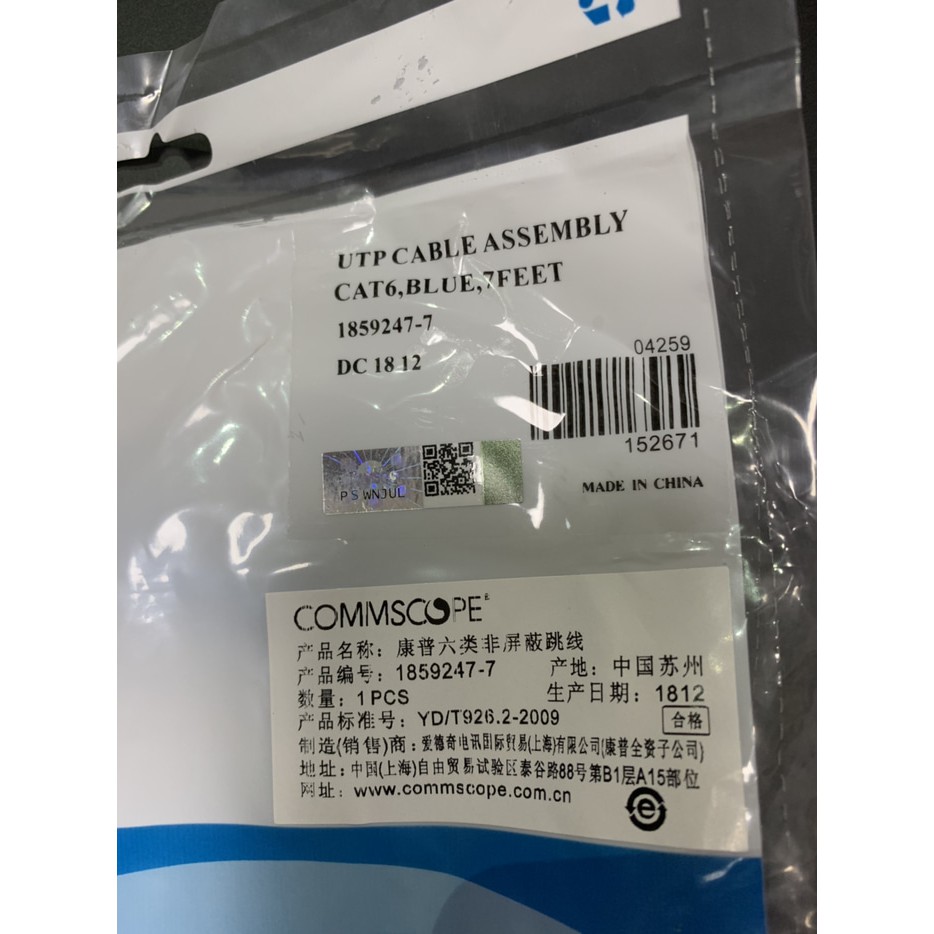 UTP CABLE ASSEMBLY
CAT6,BLUE,7FEET
1859247-7
DC 18 12
04259
152671
MADE IN CHINA
PS WNJUL
COMMSCOPE®
产品名称：康普六类非屏蔽跳线
产品编号：1859247-7 产地：中国苏州
数量：1PCS 生产日期：1812
产品标准号：YD/T926.2-2009 合格
制造(销售)商：爱德奇电讯国际贸易(上海)有限公司(康普全资子公司)
地址：中国(上海)自由贸易试验区泰谷路88号第B1层A15部位
网址：www.commscope.com.cn
e